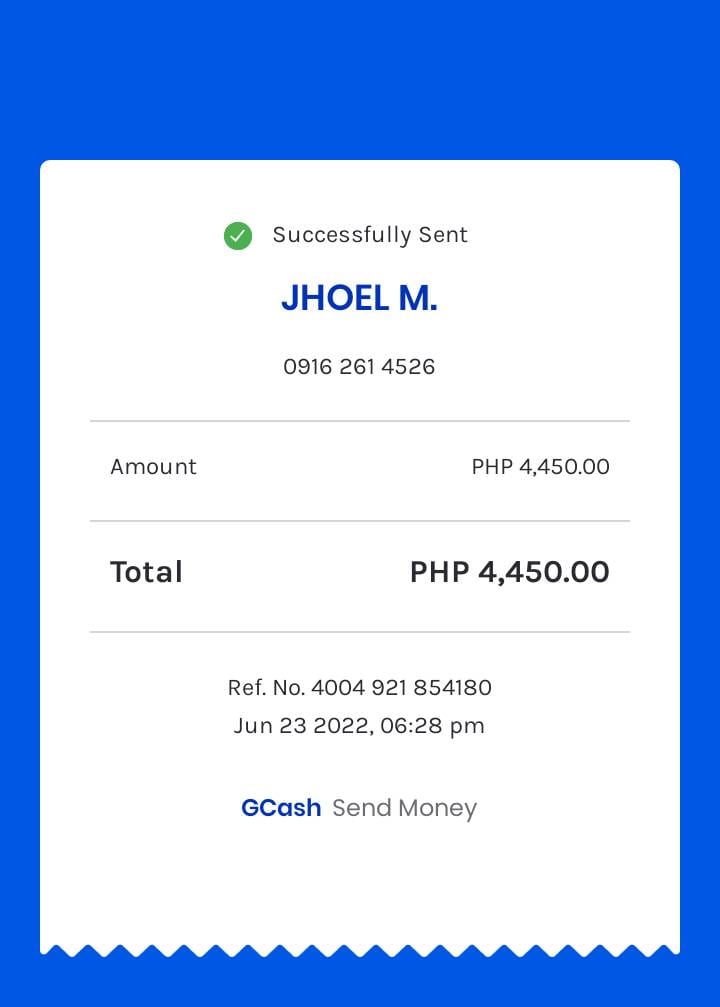 Successfully Sent
JHOEL M.
0916 261 4526
Amount PHP 4,450.00
Total PHP 4,450.00
Ref. No. 4004 921 854180
Jun 23 2022, 06:28 pm
GCash Send Money